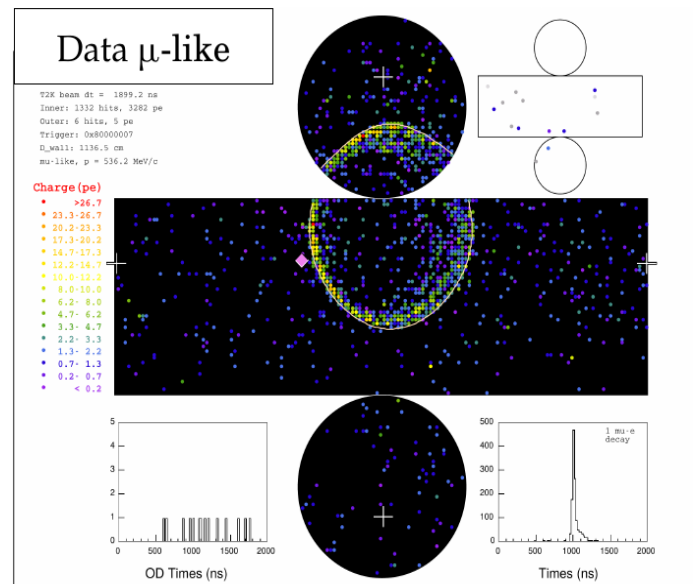 Data μ-like
T2K beam dt = 1899.2 ns
Inner: 1332 hits, 3282 pe
Outer: 6 hits, 5 pe
Trigger: 0x80000007
D_wall: 1136.5 cm
mu-like, p = 536.2 MeV/c
Charge(pe)
>26.7
23.3-26.7
20.2-23.3
17.3-20.2
14.7-17.3
12.2-14.7
10.0-12.2
8.0-10.0
6.2- 8.0
4.7- 6.2
3.3- 4.7
2.2- 3.3
1.3- 2.2
0.7- 1.3
0.2- 0.7
< 0.2
5
4
3
2
1
0
0 500 1000 1500 2000
OD Times (ns)
500
400
300
200
100
0
1 mu-e
decay
0 500 1000 1500 2000
Times (ns)